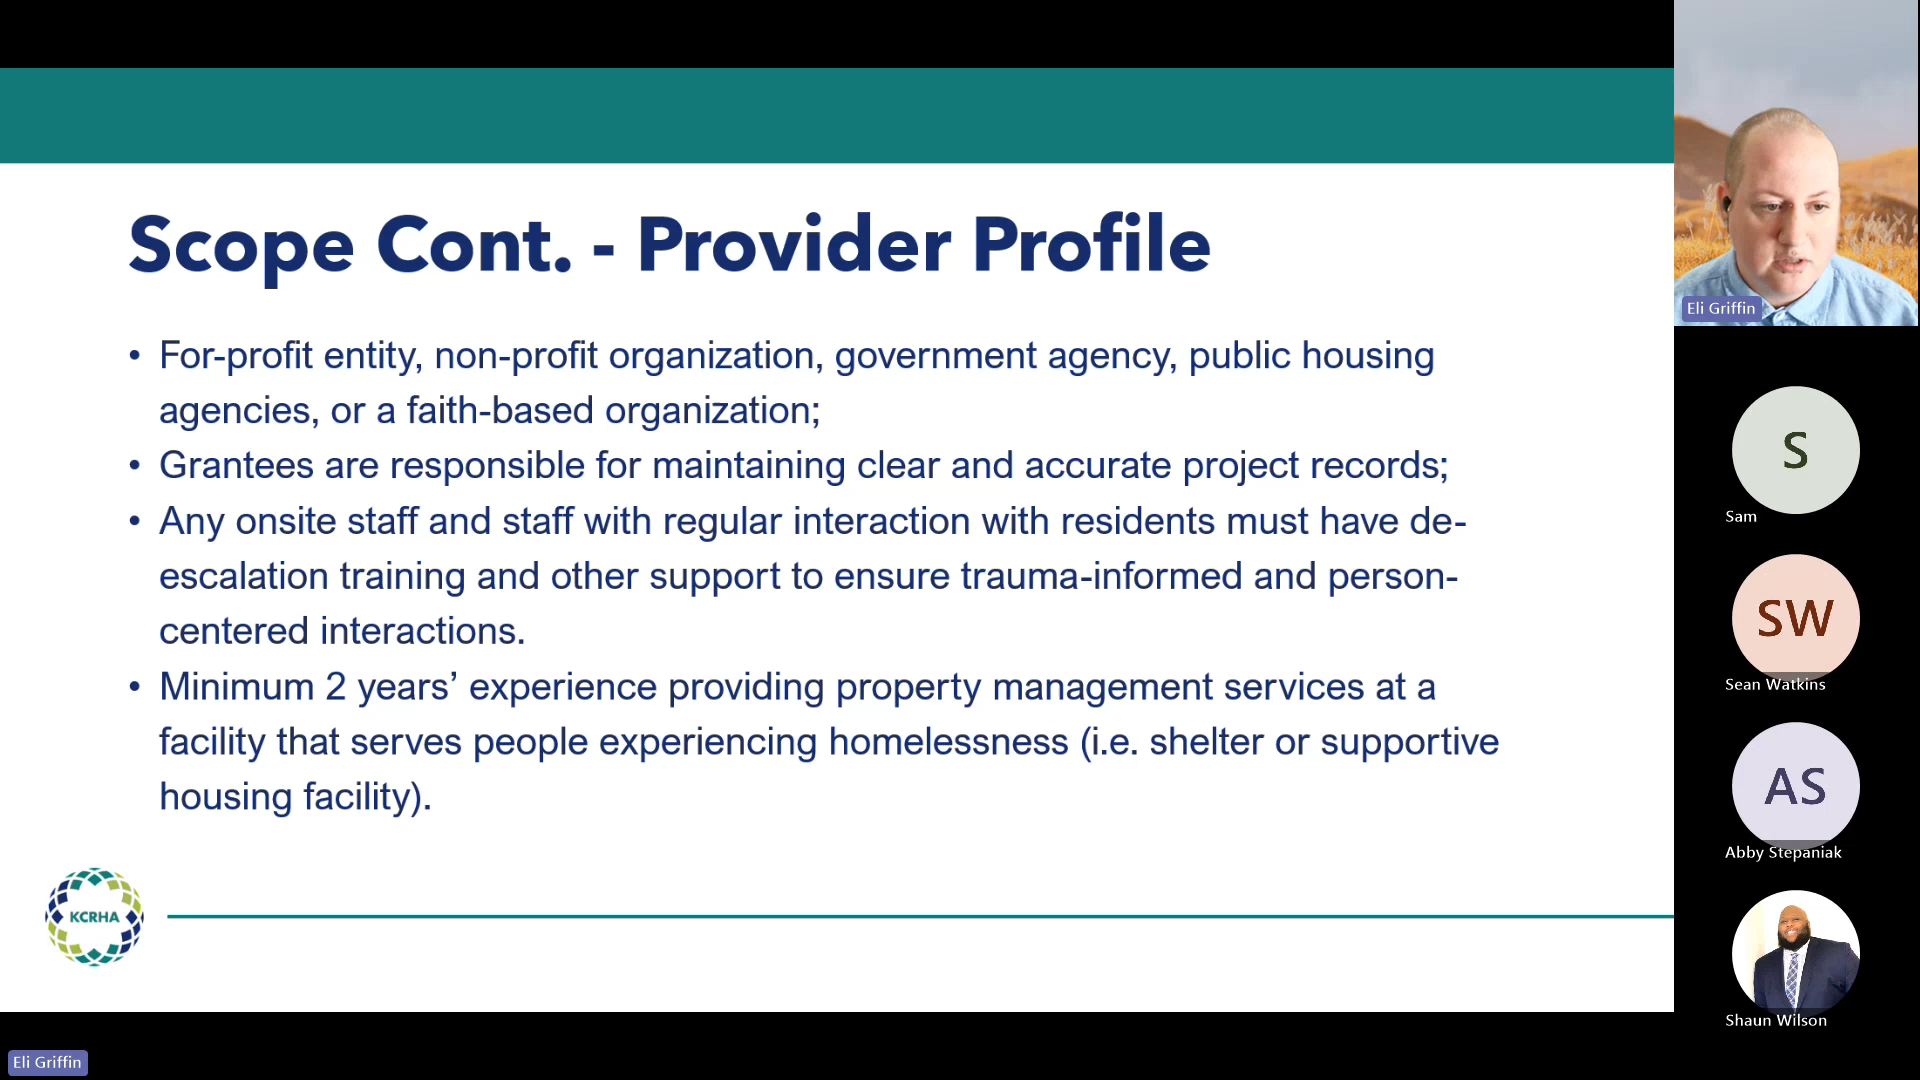 Scope Cont. - Provider Profile
• For-profit entity, non-profit organization, government agency, public housing
agencies, or a faith-based organization;
• Grantees are responsible for maintaining clear and accurate project records;
• Any onsite staff and staff with regular interaction with residents must have de-
escalation training and other support to ensure trauma-informed and person-
centered interactions.
• Minimum 2 years’ experience providing property management services at a
facility that serves people experiencing homelessness (i.e. shelter or supportive
housing facility).
KCRHA
Eli Griffin
Eli Griffin
S
Sam
SW
Sean Watkins
AS
Abby Stepaniak
Shaun Wilson